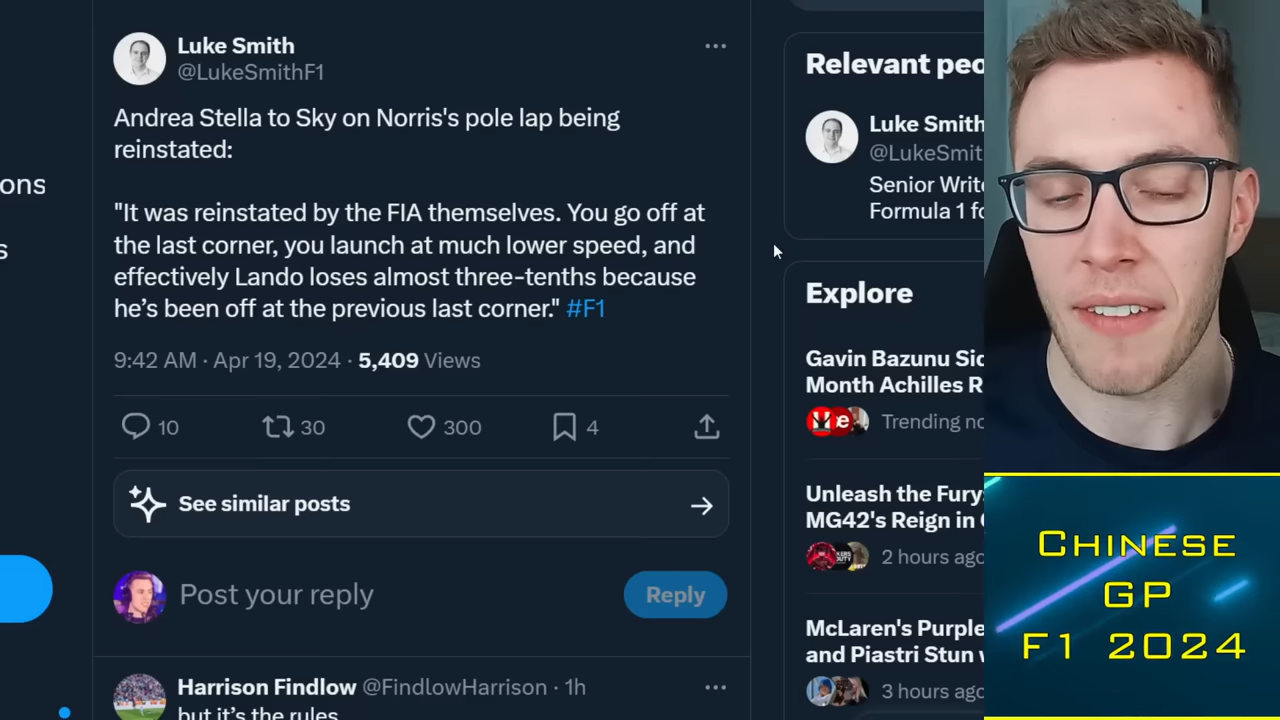 Luke Smith
@LukeSmithF1
Andrea Stella to Sky on Norris's pole lap being
reinstated:
"It was reinstated by the FIA themselves. You go off at
the last corner, you launch at much lower speed, and
effectively Lando loses almost three-tenths because
he's been off at the previous last corner." #F1
9:42 AM · Apr 19, 2024 · 5,409 Views
10 30 300 4
See similar posts
Post your reply
Reply
Harrison Findlow @FindlowHarrison · 1h
but it's the rules
ons
s
Relevant peo
Luke Smith
@LukeSmit
Senior Write
Formula 1 fo
Explore
Gavin Bazunu Sid
Month Achilles R
Trending no
Unleash the Fury:
MG42's Reign in
2 hours ago
McLaren's Purple
and Piastri Stun
3 hours ago
CHINESE
GP
F1 2024